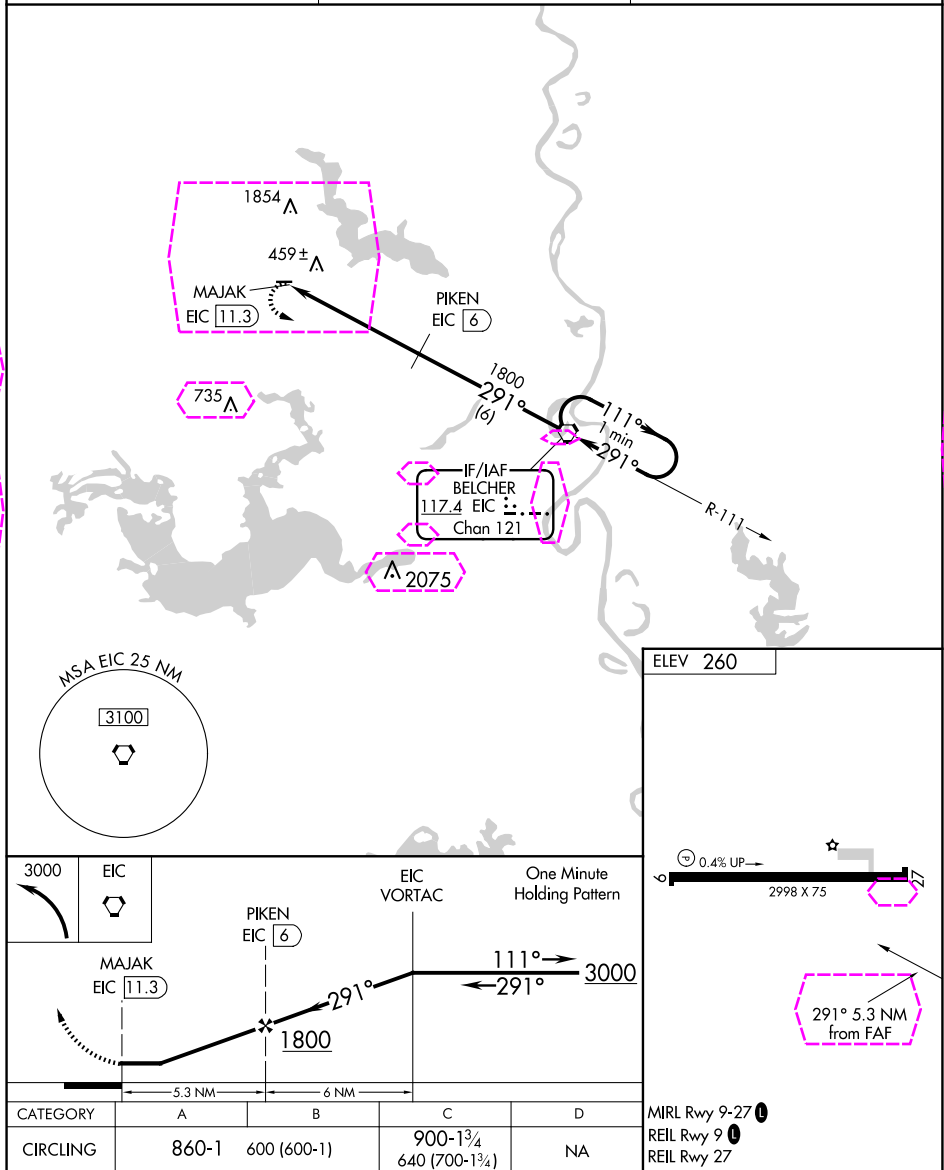 1854
459 ±
MAJAK
EIC 11.3
PIKEN
EIC 6
735
1800
291°
(6)
111°
1 min
291°
IF/IAF
BELCHER
117.4 EIC
Chan 121
R-111
2075
MSA EIC 25 NM
3100
ELEV 260
P 0.4% UP
9
27
2998 X 75
291° 5.3 NM
from FAF
MIRL Rwy 9-27 L
REIL Rwy 9 L
REIL Rwy 27
3000
EIC
MAJAK
EIC 11.3
PIKEN
EIC 6
EIC
VORTAC
One Minute
Holding Pattern
111°
291°
3000
291°
1800
5.3 NM
6 NM
CATEGORY A B C D
CIRCLING 860-1 600 (600-1) 900-1¾ 640 (700-1¾) NA